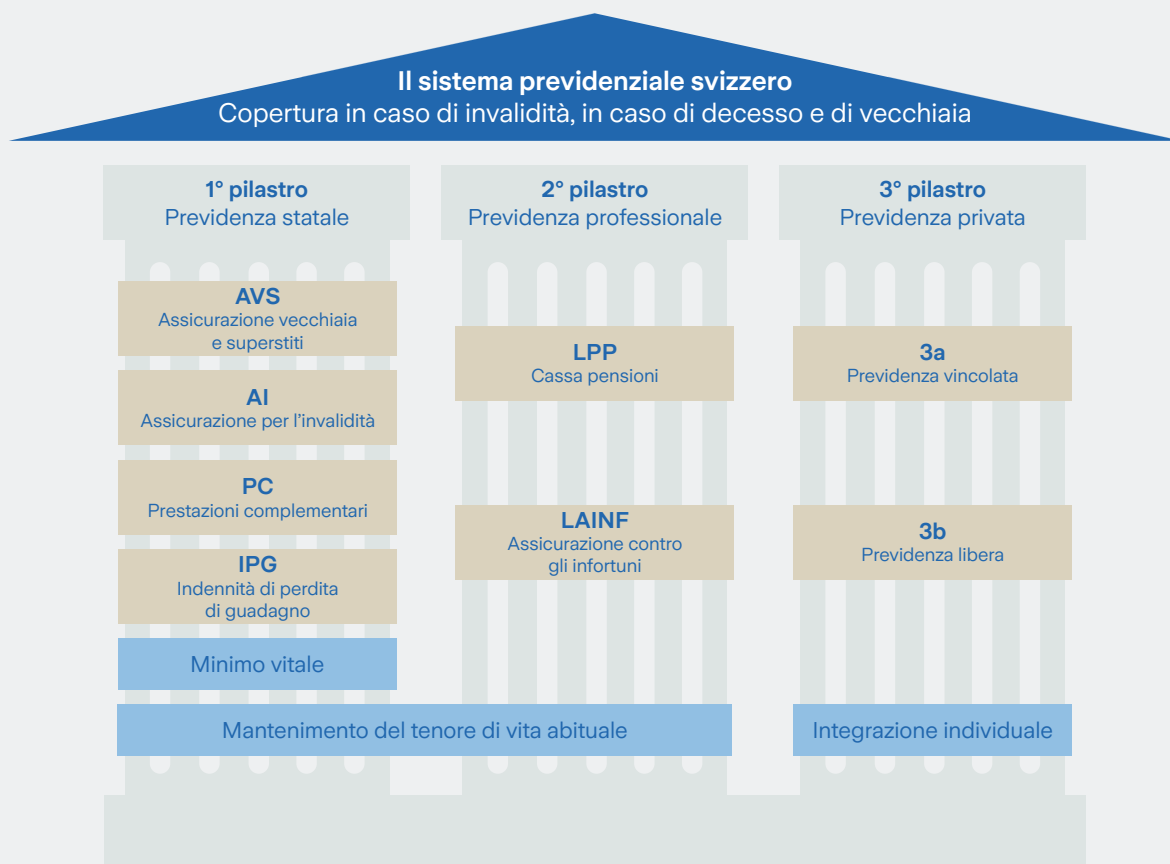 Il sistema previdenziale svizzero
Copertura in caso di invalidità, in caso di decesso e di vecchiaia
1° pilastro
Previdenza statale
AVS
Assicurazione vecchiaia
e superstiti
AI
Assicurazione per l’invalidità
PC
Prestazioni complementari
IPG
Indennità di perdita
di guadagno
Minimo vitale
2° pilastro
Previdenza professionale
LPP
Cassa pensioni
LAINF
Assicurazione contro
gli infortuni
Mantenimento del tenore di vita abituale
3° pilastro
Previdenza privata
3a
Previdenza vincolata
3b
Previdenza libera
Integrazione individuale